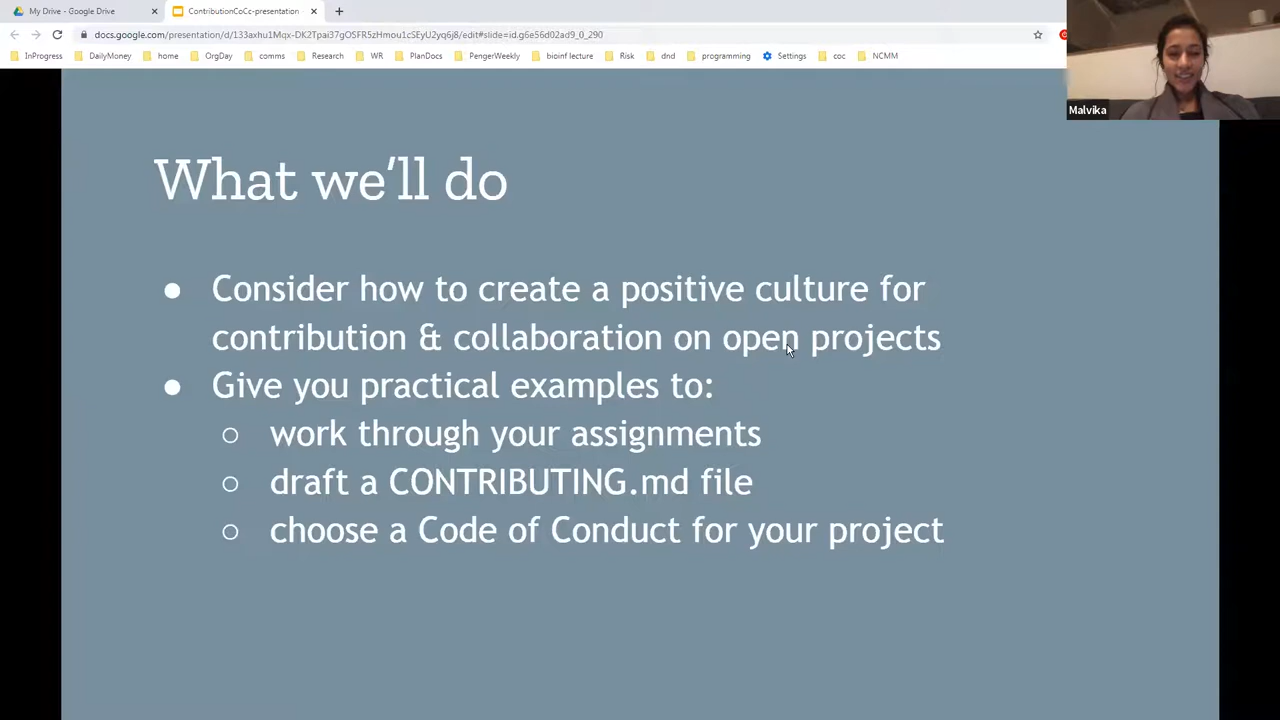 My Drive - Google Drive
ContributionCoCc-presentation
docs.google.com/presentation/d/133axhu1Mqx-DK2Tpai37gOSFR5zHmou1cSEyU2yq6j8/edit#slide=id.g6e56d02ad9_0_290
InProgress DailyMoney home OrgDay comms Research WR PlanDocs PengerWeekly bioinf lecture Risk dnd programming Settings coc NCMM
Malvika
What we'll do
● Consider how to create a positive culture for
contribution & collaboration on open projects
● Give you practical examples to:
○ work through your assignments
○ draft a CONTRIBUTING.md file
○ choose a Code of Conduct for your project